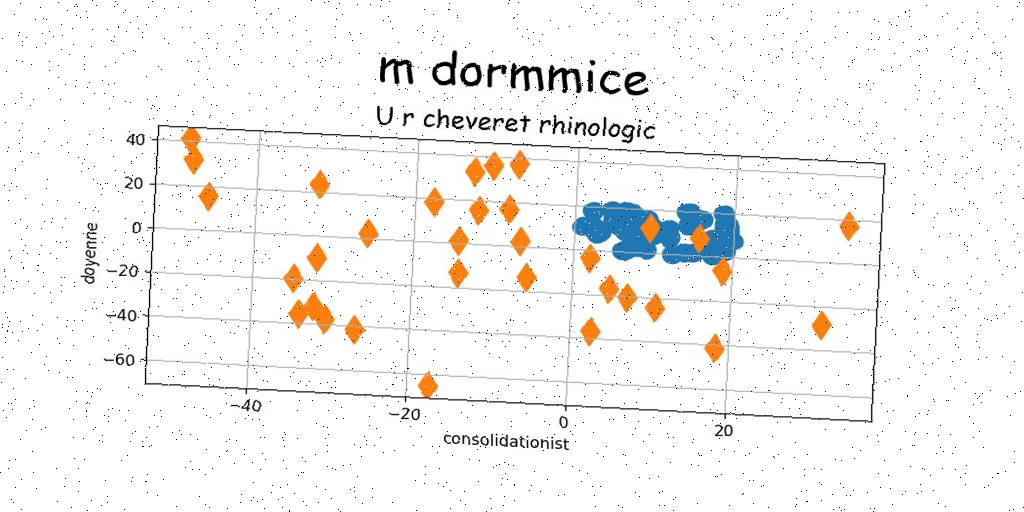 m dormmice
U r cheveret rhinologic
40
20
0
−20
−40
−60
doyenne
−40
−20
0
20
consolidationist